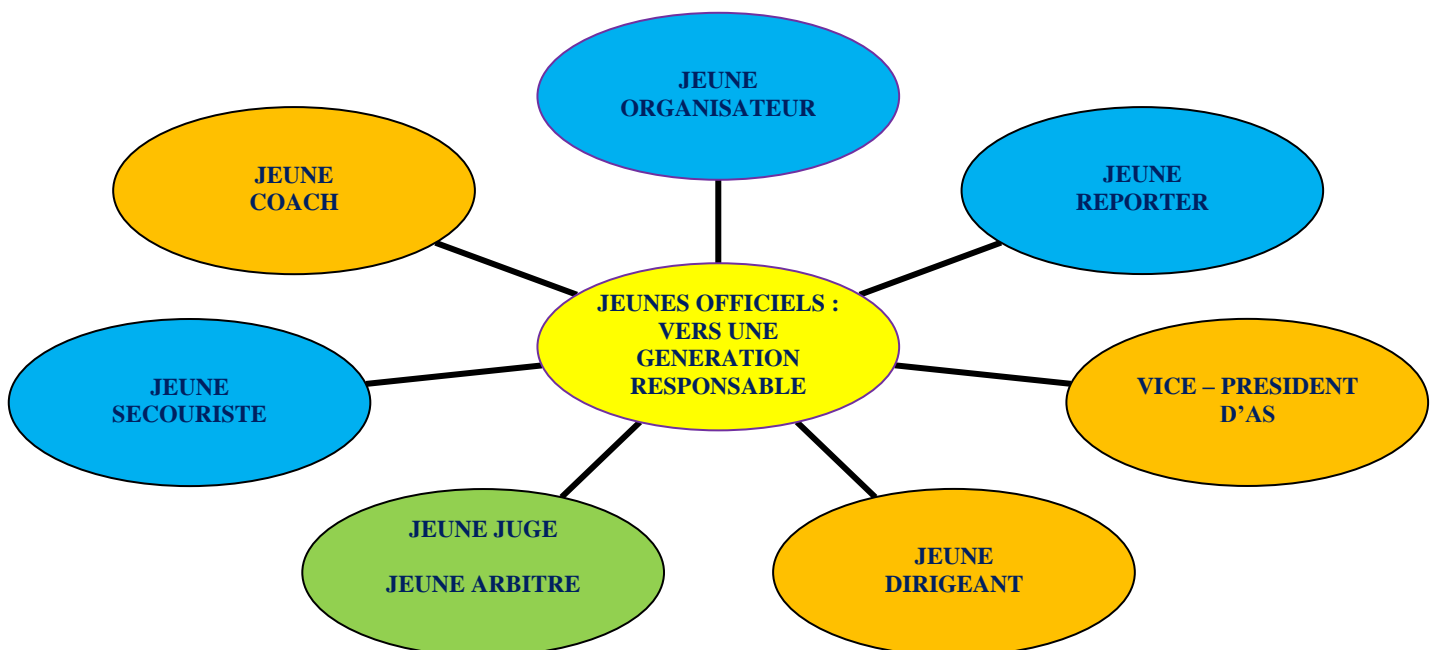 JEUNE
ORGANISATEUR
JEUNE
COACH
JEUNE
REPORTER
JEUNES OFFICIELS :
VERS UNE
GENERATION
RESPONSABLE
JEUNE
SECOURISTE
VICE – PRESIDENT
D’AS
JEUNE JUGE
JEUNE ARBITRE
JEUNE
DIRIGEANT